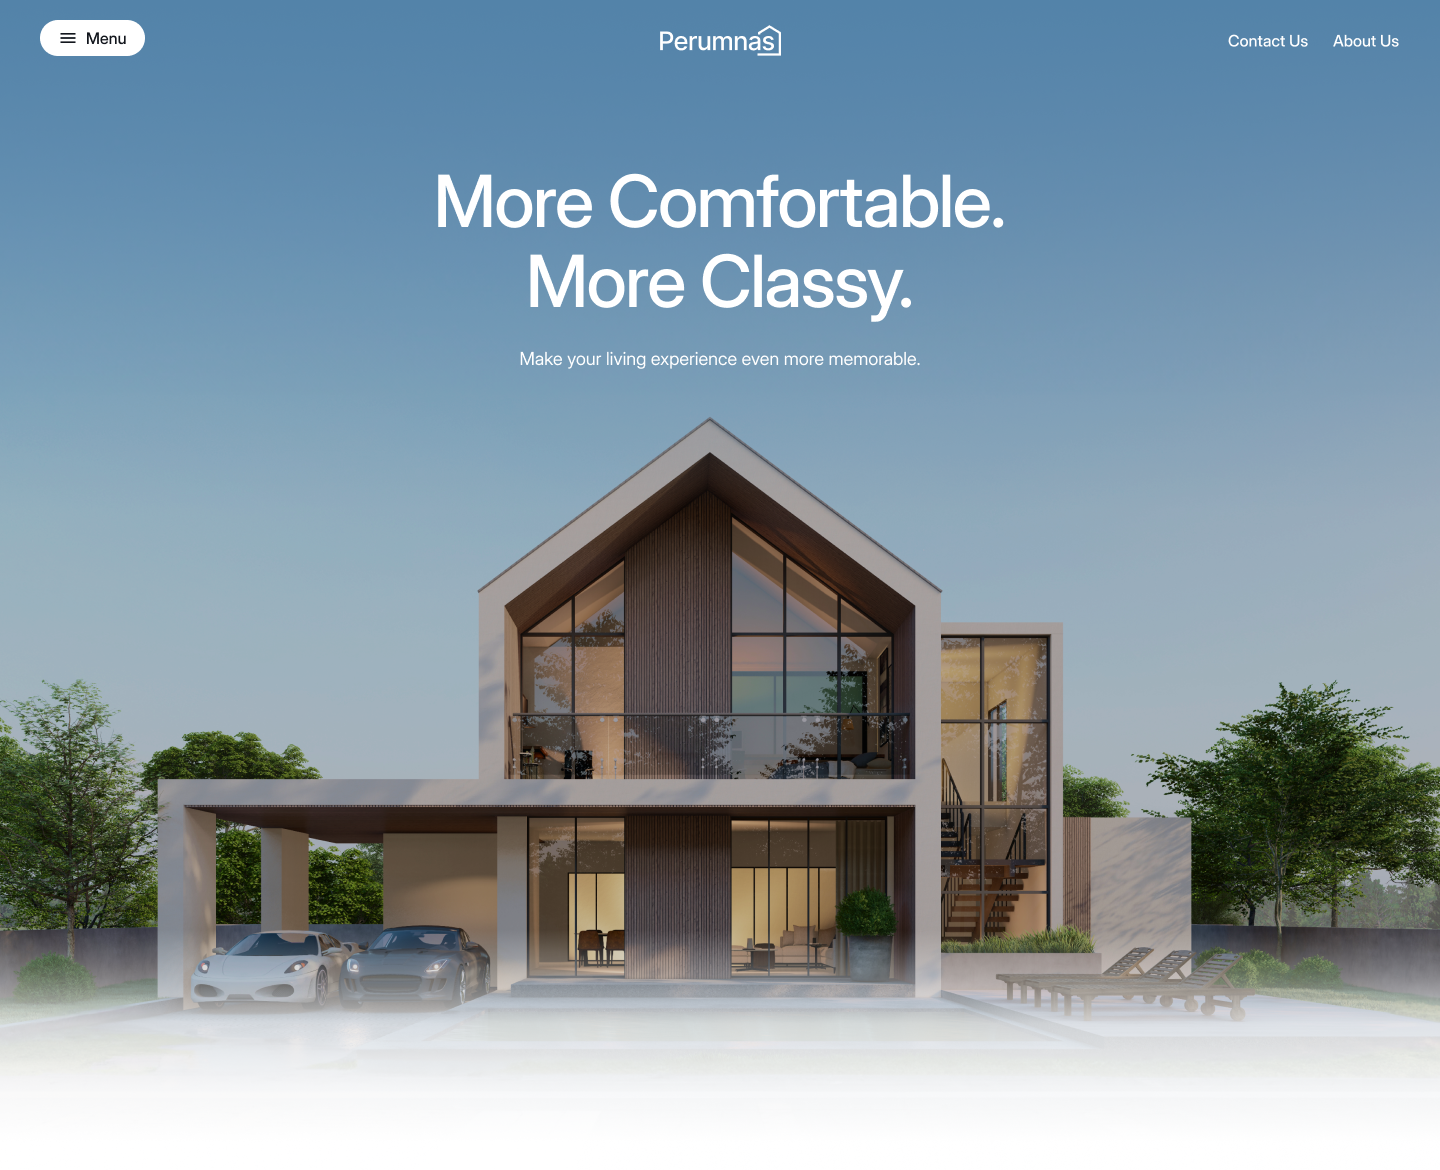 Menu
Perumnas
Contact Us
About Us
More Comfortable.
More Classy.
Make your living experience even more memorable.